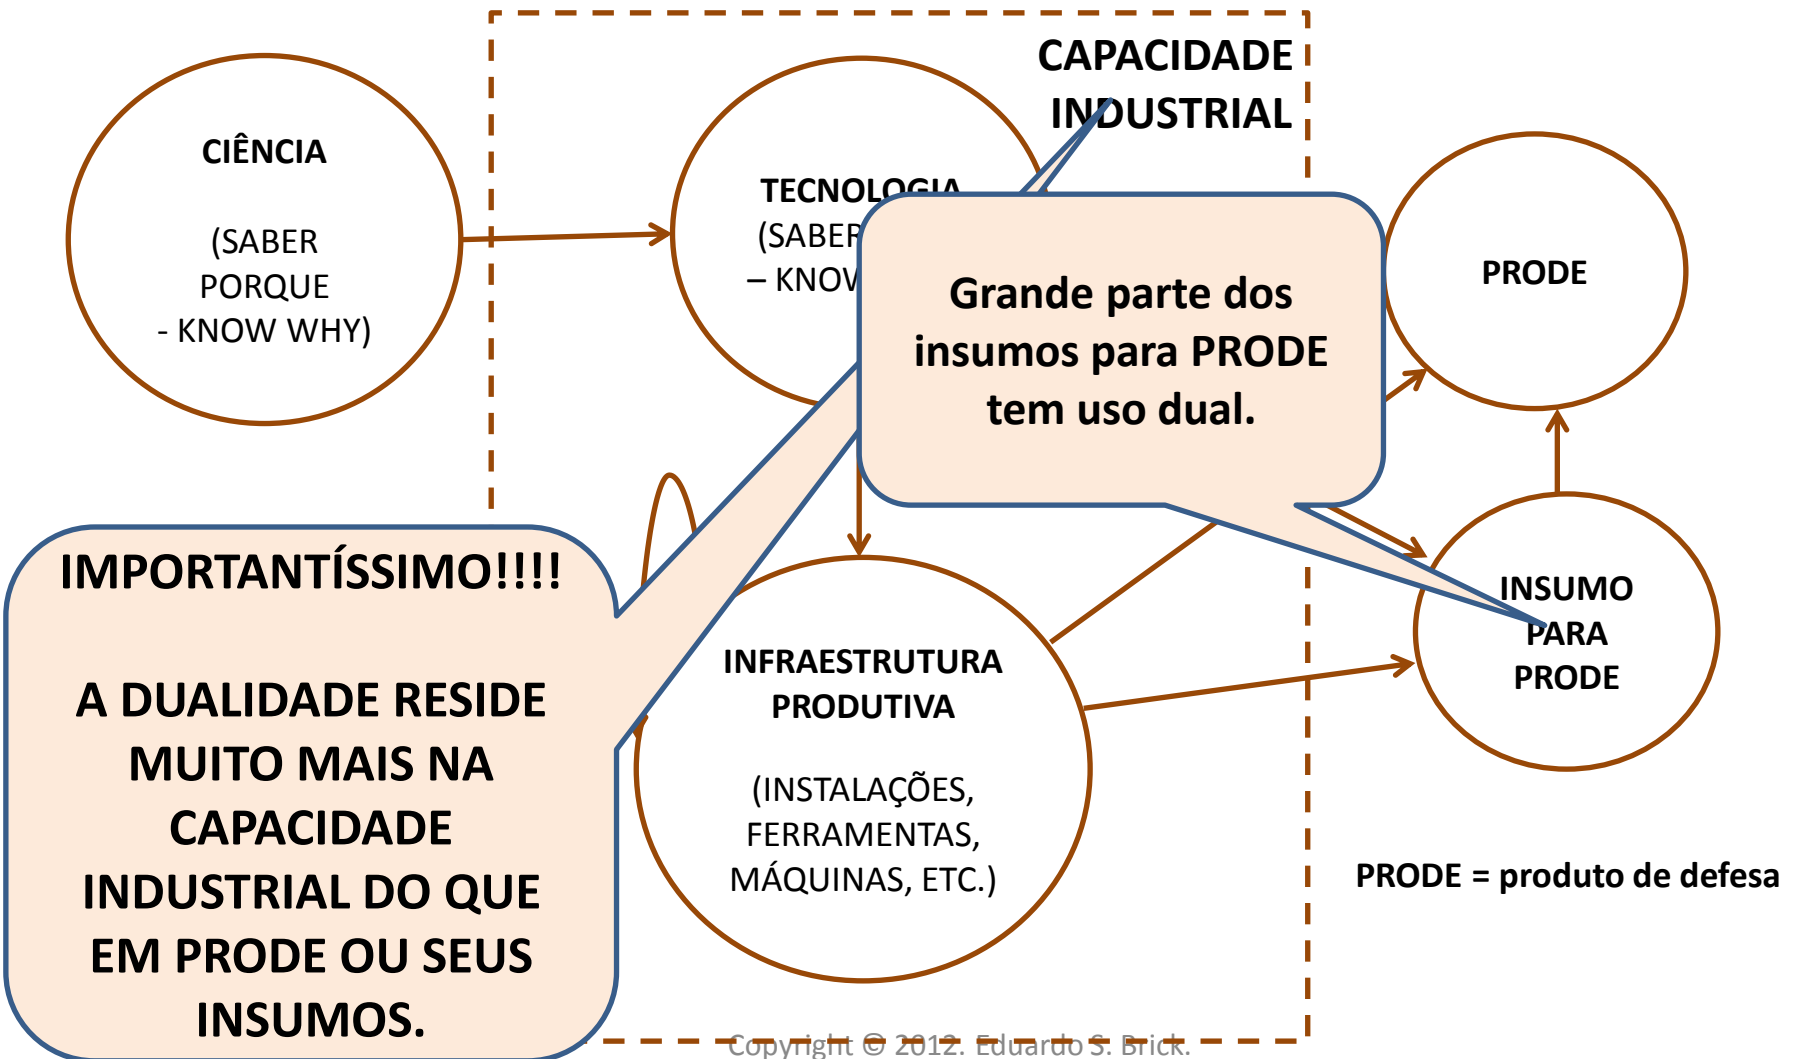 CAPACIDADE
INDUSTRIAL
CIÊNCIA
(SABER
PORQUE
- KNOW WHY)
TECNOLOGIA
(SABER
– KNOW
Grande parte dos
insumos para PRODE
tem uso dual.
PRODE
IMPORTANTÍSSIMO!!!!
A DUALIDADE RESIDE
MUITO MAIS NA
CAPACIDADE
INDUSTRIAL DO QUE
EM PRODE OU SEUS
INSUMOS.
INFRAESTRUTURA
PRODUTIVA
(INSTALAÇÕES,
FERRAMENTAS,
MÁQUINAS, ETC.)
INSUMO
PARA
PRODE
PRODE = produto de defesa
Copyright © 2012. Eduardo S. Brick.